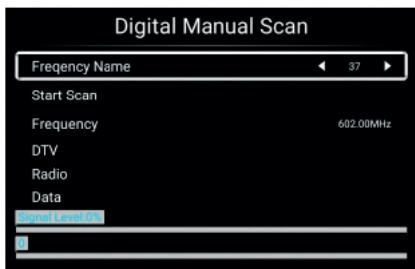 Digital Manual Scan
Freqency Name 37
Start Scan
Frequency 602.00MHz
DTV
Radio
Data
Signal Level:0%
0